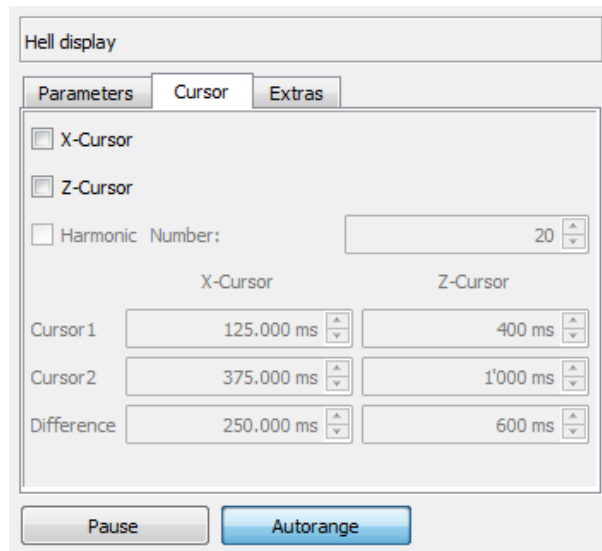 Hell display
Parameters Cursor Extras
X-Cursor
Z-Cursor
Harmonic Number: 20
X-Cursor Z-Cursor
Cursor1 125.000 ms 400 ms
Cursor2 375.000 ms 1'000 ms
Difference 250.000 ms 600 ms
Pause Autorange